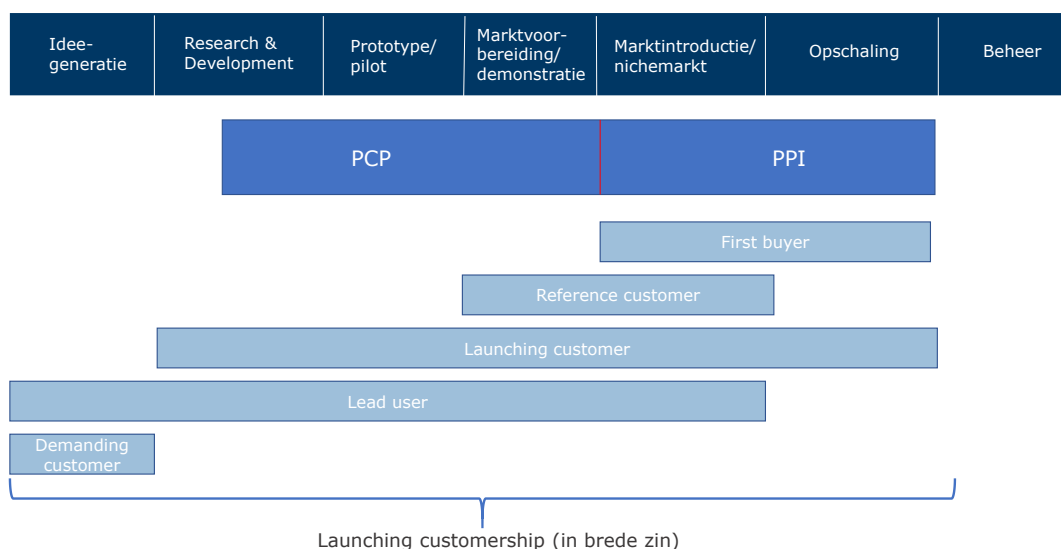 Idee-
generatie
Research &
Development
Prototype/
pilot
Marktvoor-
bereiding/
demonstratie
Marktintroductie/
nichemarkt
Opschaling
Beheer
PCP
PPI
First buyer
Reference customer
Launching customer
Lead user
Demanding
customer
Launching customership (in brede zin)